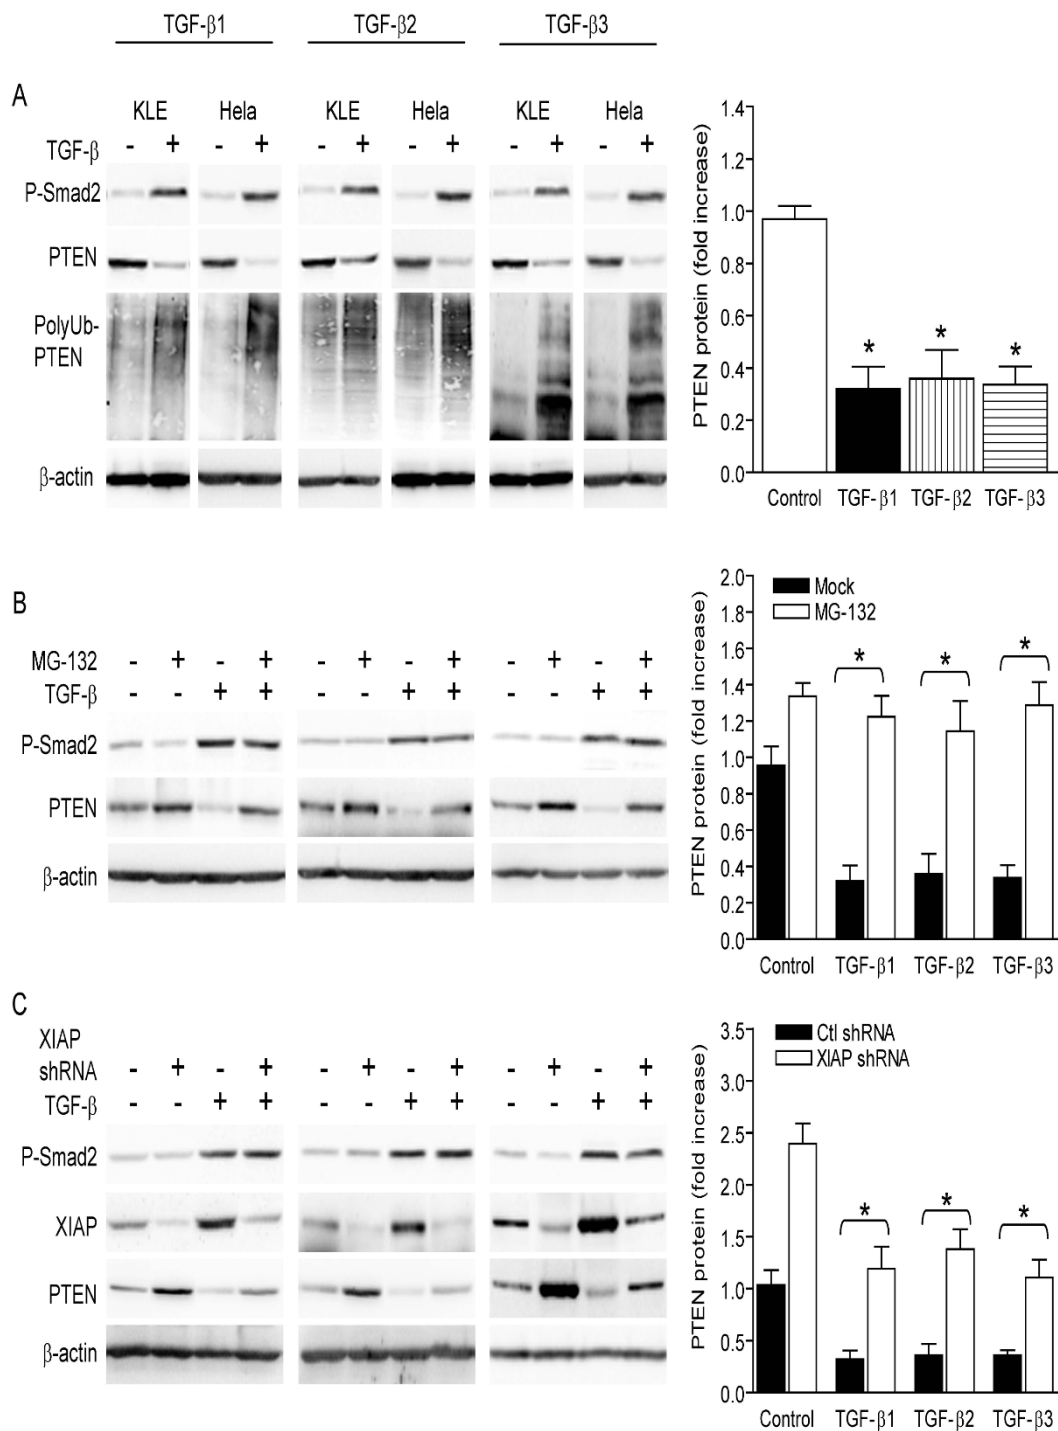 TGF-β1 TGF-β2 TGF-β3
A
KLE Hela KLE Hela KLE Hela
TGF-β - + - + - + - + - + - +
P-Smad2
PTEN
PolyUb-
PTEN
β-actin
PTEN protein (fold increase)
1.4
1.2
1.0
0.8
0.6
0.4
0.2
0.0
* * *
Control TGF-β1 TGF-β2 TGF-β3
B
MG-132 - + - + - + - + - + - +
TGF-β - - + + - - + + - - + +
P-Smad2
PTEN
β-actin
PTEN protein (fold increase)
2.0
1.8
1.6
1.4
1.2
1.0
0.8
0.6
0.4
0.2
0.0
Mock
MG-132
* * *
Control TGF-β1 TGF-β2 TGF-β3
C
XIAP
shRNA - + - + - + - + - + - +
TGF-β - - + + - - + + - - + +
P-Smad2
XIAP
PTEN
β-actin
PTEN protein (fold increase)
3.5
3.0
2.5
2.0
1.5
1.0
0.5
0.0
Ctl shRNA
XIAP shRNA
* * *
Control TGF-β1 TGF-β2 TGF-β3